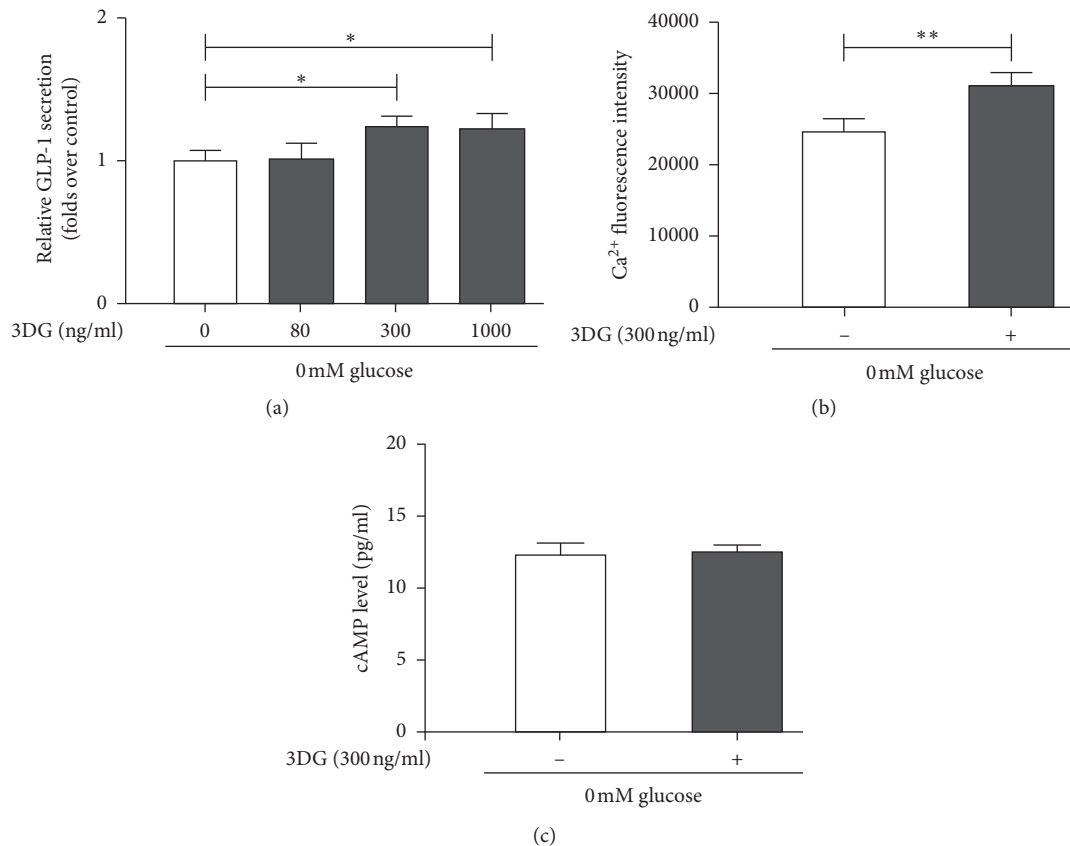 Relative GLP-1 secretion
(folds over control)
2
1
0
*
*
3DG (ng/ml)
0 80 300 1000
0 mM glucose
(a)
Ca²⁺ fluorescence intensity
40000
30000
20000
10000
0
**
3DG (300 ng/ml)
– +
0 mM glucose
(b)
cAMP level (pg/ml)
20
15
10
5
0
3DG (300 ng/ml)
– +
0 mM glucose
(c)